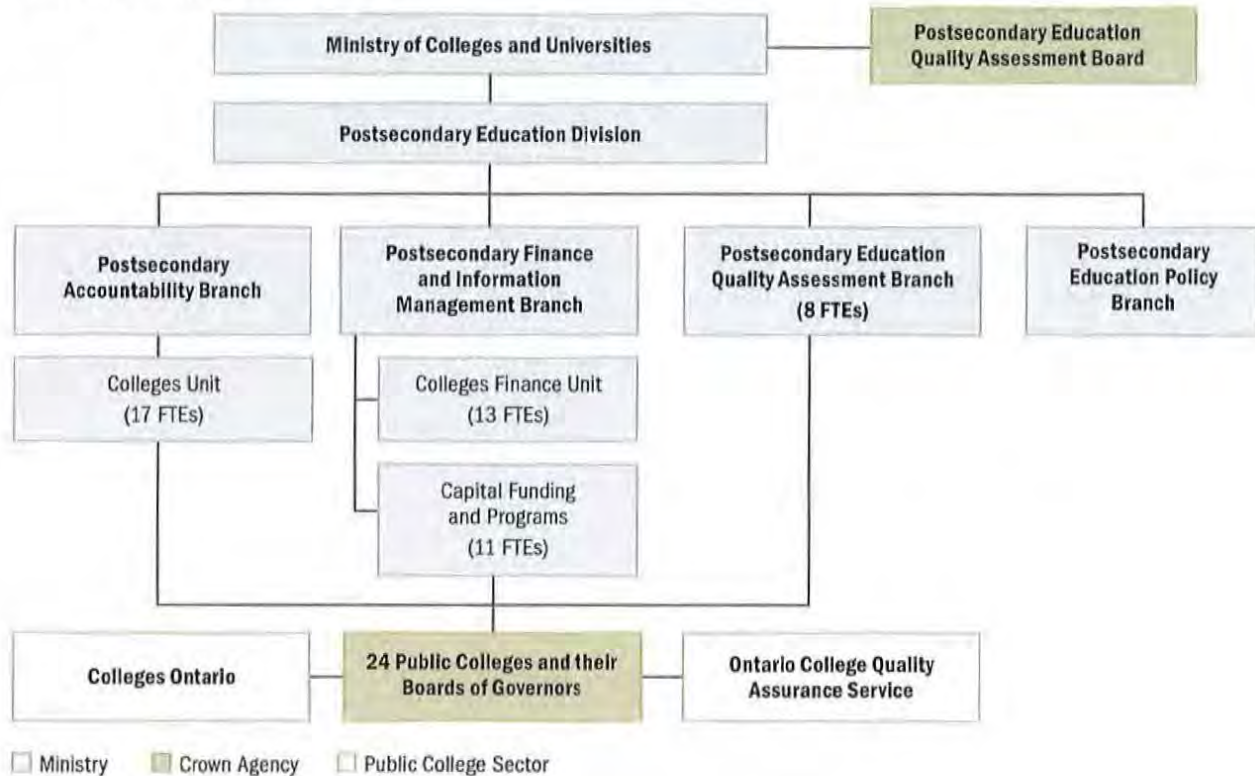 Ministry of Colleges and Universities
Postsecondary Education
Quality Assessment Board
Postsecondary Education Division
Postsecondary
Accountability Branch
Postsecondary Finance
and Information
Management Branch
Postsecondary Education
Quality Assessment Branch
(8 FTEs)
Postsecondary
Education Policy
Branch
Colleges Unit
(17 FTEs)
Colleges Finance Unit
(13 FTEs)
Capital Funding
and Programs
(11 FTEs)
Colleges Ontario
24 Public Colleges and their
Boards of Governors
Ontario College Quality
Assurance Service
Ministry
Crown Agency
Public College Sector